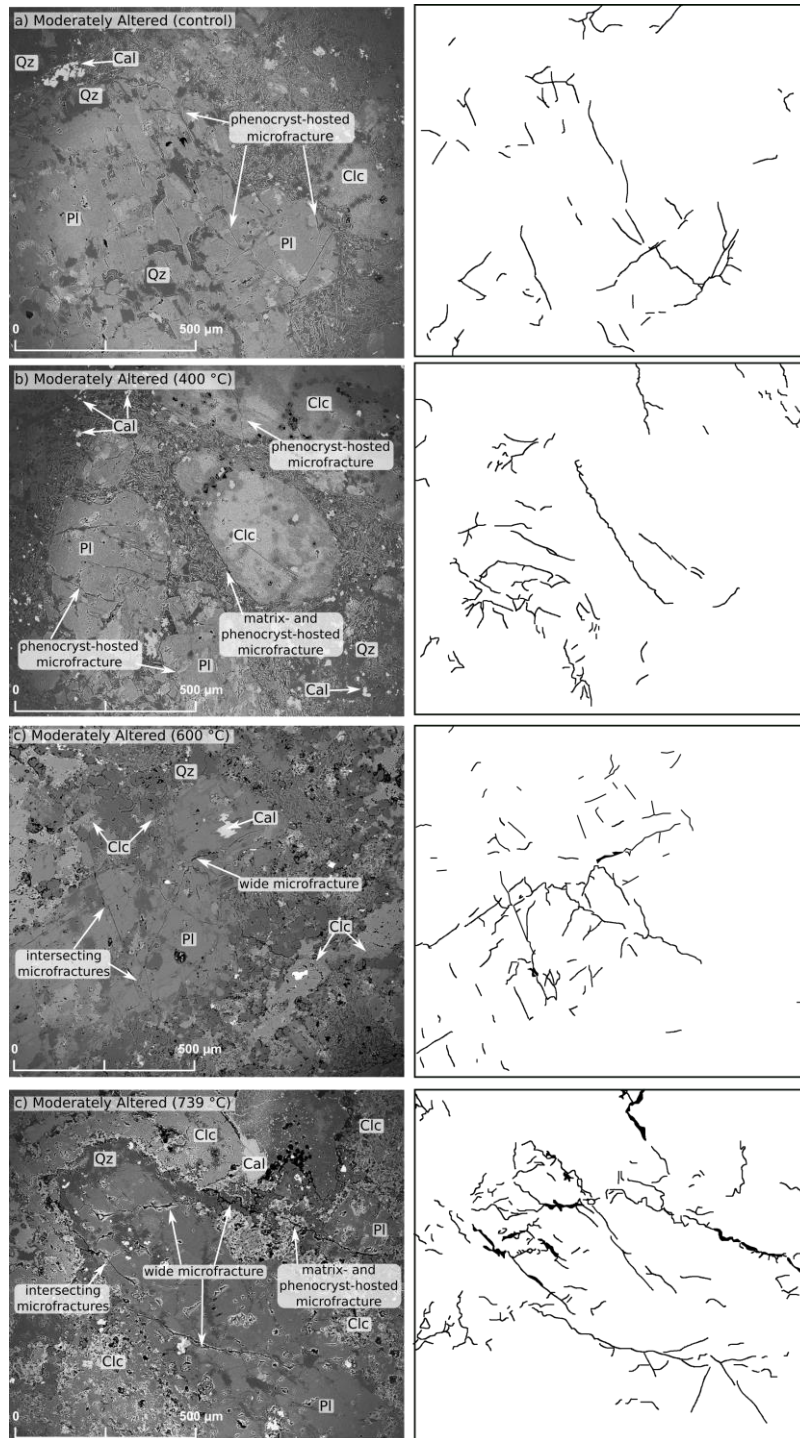 a) Moderately Altered (control)
Qz
Cal
Qz
phenocryst-hosted
microfracture
Clc
Pl
Pl
Qz
0
500 µm
b) Moderately Altered (400 °C)
Clc
Cal
phenocryst-hosted
microfracture
Clc
Pl
matrix- and
phenocryst-hosted
microfracture
Qz
phenocryst-hosted
microfracture
Pl
Cal
0
500 µm
c) Moderately Altered (600 °C)
Qz
Cal
Clc
wide microfracture
Clc
Pl
intersecting
microfractures
0
500 µm
c) Moderately Altered (739 °C)
Clc
Clc
Qz
Cal
Pl
wide microfracture
matrix- and
phenocryst-hosted
microfracture
intersecting
microfractures
Clc
Clc
Pl
0
500 µm